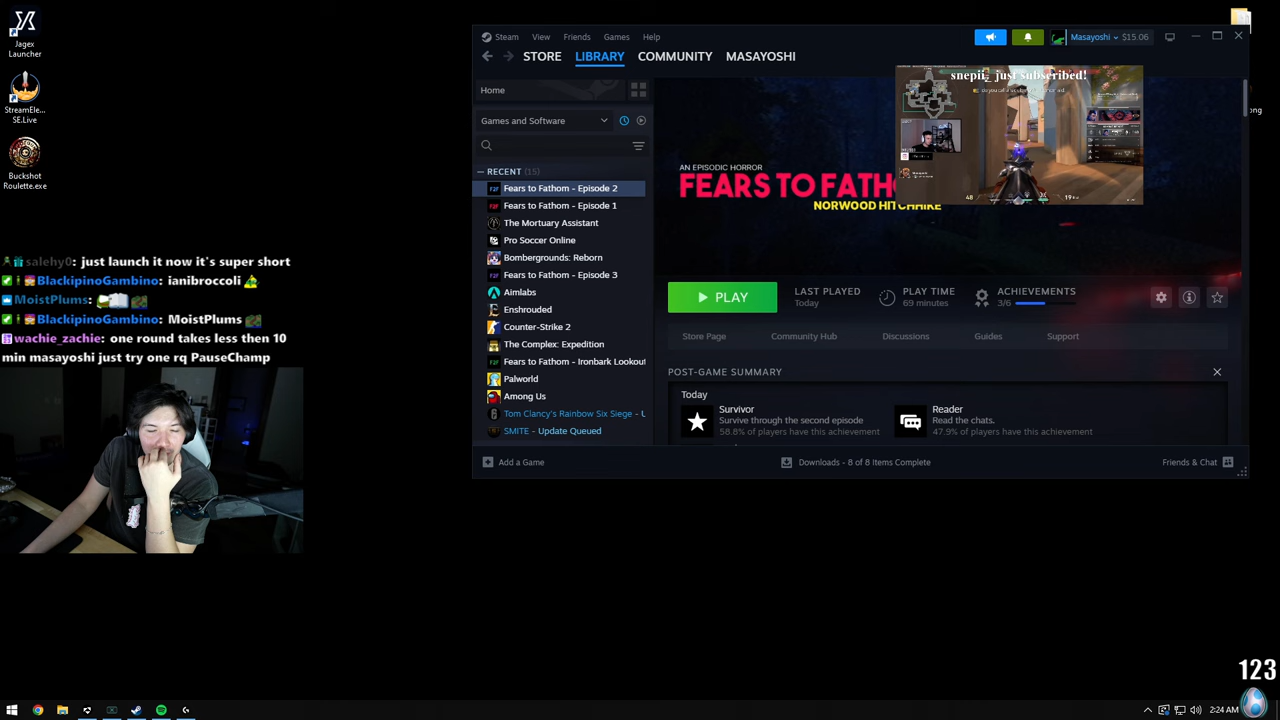 Jagex
Launcher
StreamEle...
SE.Live
Buckshot
Roulette.exe
Steam View Friends Games Help
Masayoshi $15.06
STORE LIBRARY COMMUNITY MASAYOSHI
Home
Games and Software
RECENT (15)
Fears to Fathom - Episode 2
Fears to Fathom - Episode 1
The Mortuary Assistant
Pro Soccer Online
Bombergrounds: Reborn
Fears to Fathom - Episode 3
Aimlabs
Enshrouded
Counter-Strike 2
The Complex: Expedition
Fears to Fathom - Ironbark Lookout
Palworld
Among Us
Tom Clancy's Rainbow Six Siege - U
SMITE - Update Queued
Add a Game
snepii_ just subscribed!
48
19
AN EPISODIC HORROR
FEARS TO FATH
NORWOOD HITCHHIKE
PLAY
LAST PLAYED
Today
PLAY TIME
69 minutes
ACHIEVEMENTS
3/6
Store Page Community Hub Discussions Guides Support
POST-GAME SUMMARY
Today
Survivor
Survive through the second episode
58.8% of players have this achievement
Reader
Read the chats.
47.9% of players have this achievement
Downloads - 8 of 8 Items Complete
Friends & Chat
salehy0: just launch it now it's super short
BlackipinoGambino: ianibroccoli
MoistPlums:
BlackipinoGambino: MoistPlums
wachie_zachie: one round takes less then 10
min masayoshi just try one rq PauseChamp
ong
123
2:24 AM